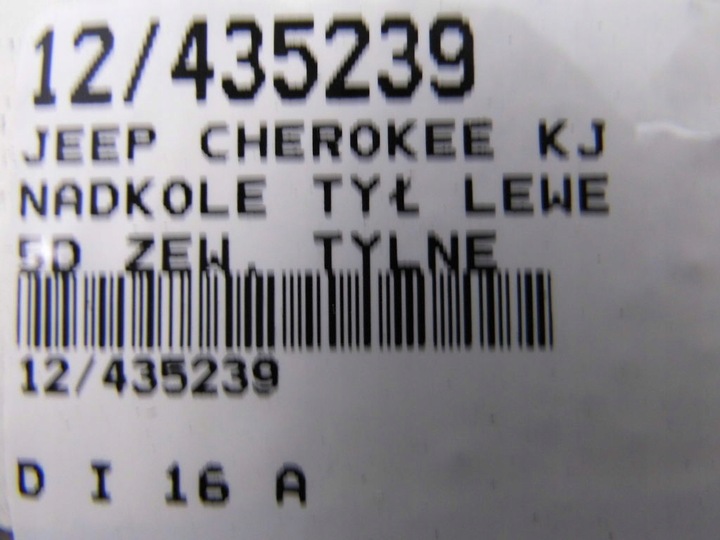 12/435239
JEEP CHEROKEE KJ
NADKOLE TYŁ LEWE
5D ZEW. TYLNE
12/435239
D I 16 A